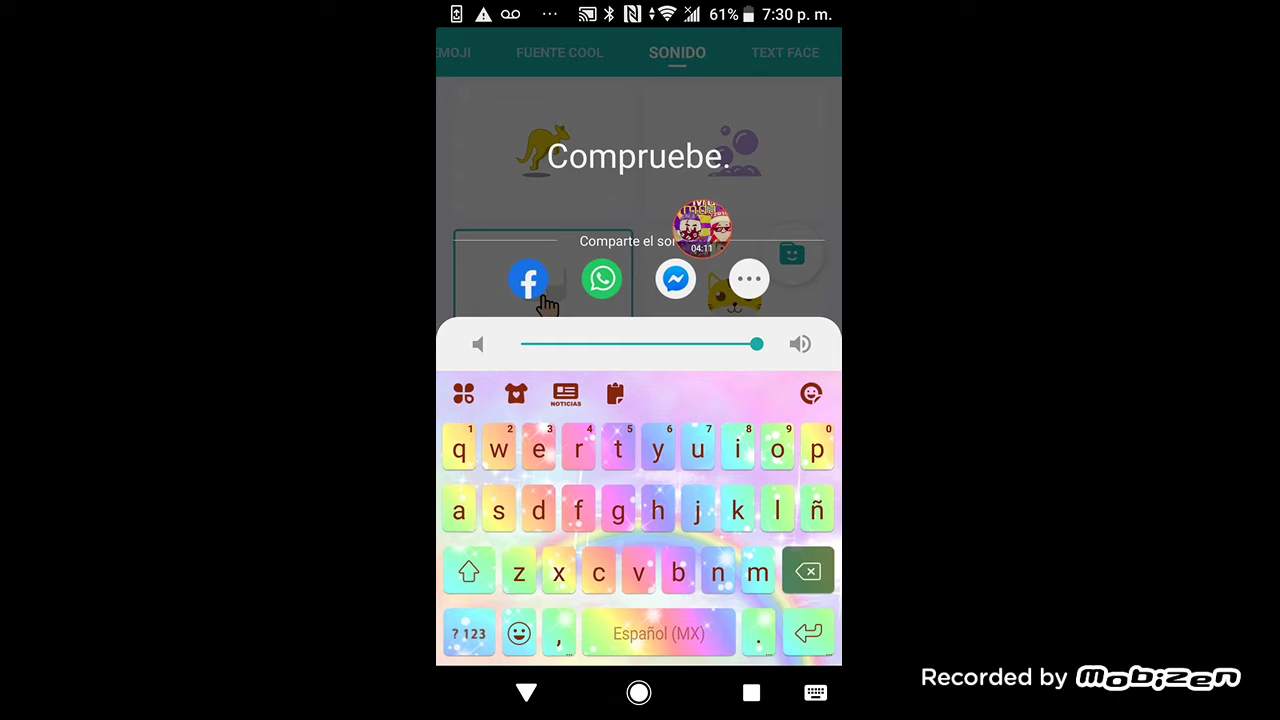 61% 7:30 p. m.
EMOJI FUENTE COOL SONIDO TEXT FACE
Compruebe.
Comparte el son
04:11
NOTICIAS
1 2 3 4 5 6 7 8 9 0
q w e r t y u i o p
a s d f g h j k l ñ
z x c v b n m
? 123 , Español (MX) .
Recorded by mobizen